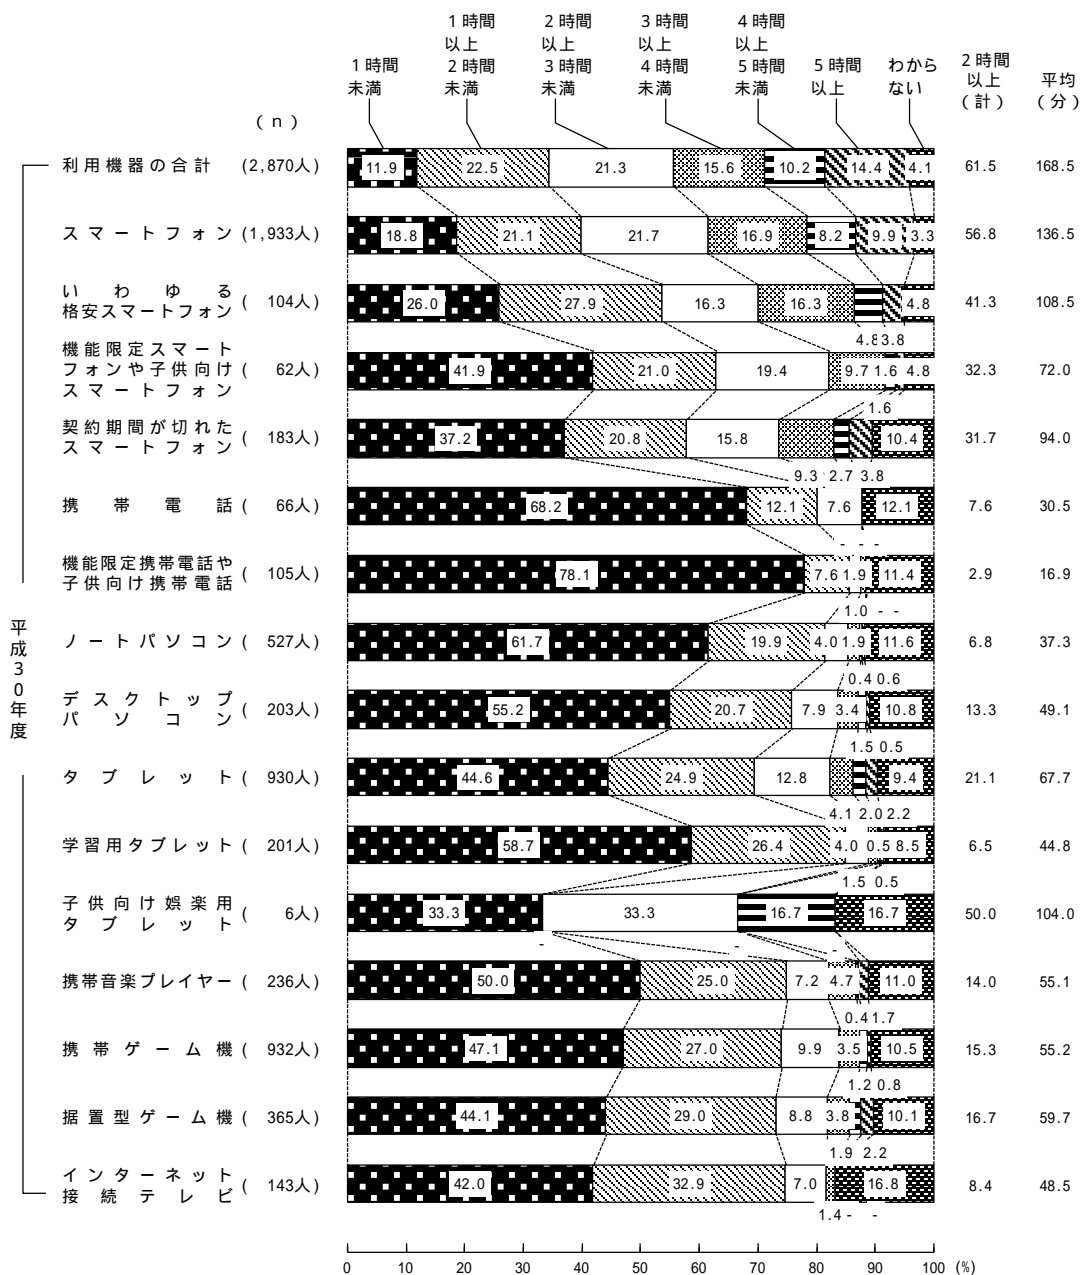 1時間
未満
1時間
以上
2時間
未満
2時間
以上
3時間
未満
3時間
以上
4時間
未満
4時間
以上
5時間
未満
5時間
以上
わから
ない
2時間
以上
(計)
平均
(分)
(n)
平成30年度
利用機器の合計 (2,870人) 11.9 22.5 21.3 15.6 10.2 14.4 4.1 61.5 168.5
スマートフォン (1,933人) 18.8 21.1 21.7 16.9 8.2 9.9 3.3 56.8 136.5
いわゆる
格安スマートフォン ( 104人) 26.0 27.9 16.3 16.3 4.8 41.3 108.5
4.8 3.8
機能限定スマート
フォンや子供向け ( 62人) 41.9 21.0 19.4 9.7 1.6 4.8 32.3 72.0
スマートフォン
1.6
契約期間が切れた
スマートフォン ( 183人) 37.2 20.8 15.8 10.4 31.7 94.0
9.3 2.7 3.8
携帯電話 ( 66人) 68.2 12.1 7.6 12.1 7.6 30.5
- - -
機能限定携帯電話や
子供向け携帯電話 ( 105人) 78.1 7.6 1.9 11.4 2.9 16.9
1.0 - -
ノートパソコン ( 527人) 61.7 19.9 4.0 1.9 11.6 6.8 37.3
0.4 0.6
デスクトップ
パソコン ( 203人) 55.2 20.7 7.9 3.4 10.8 13.3 49.1
1.5 0.5
タブレット ( 930人) 44.6 24.9 12.8 9.4 21.1 67.7
4.1 2.0 2.2
学習用タブレット ( 201人) 58.7 26.4 4.0 0.5 8.5 6.5 44.8
1.5 0.5
子供向け娯楽用
タブレット ( 6人) 33.3 33.3 16.7 16.7 50.0 104.0
- - -
携帯音楽プレイヤー ( 236人) 50.0 25.0 7.2 4.7 11.0 14.0 55.1
0.4 1.7
携帯ゲーム機 ( 932人) 47.1 27.0 9.9 3.5 10.5 15.3 55.2
1.2 0.8
据置型ゲーム機 ( 365人) 44.1 29.0 8.8 3.8 10.1 16.7 59.7
1.9 2.2
インターネット
接続テレビ ( 143人) 42.0 32.9 7.0 16.8 8.4 48.5
1.4 - -
0 10 20 30 40 50 60 70 80 90 100 (%)